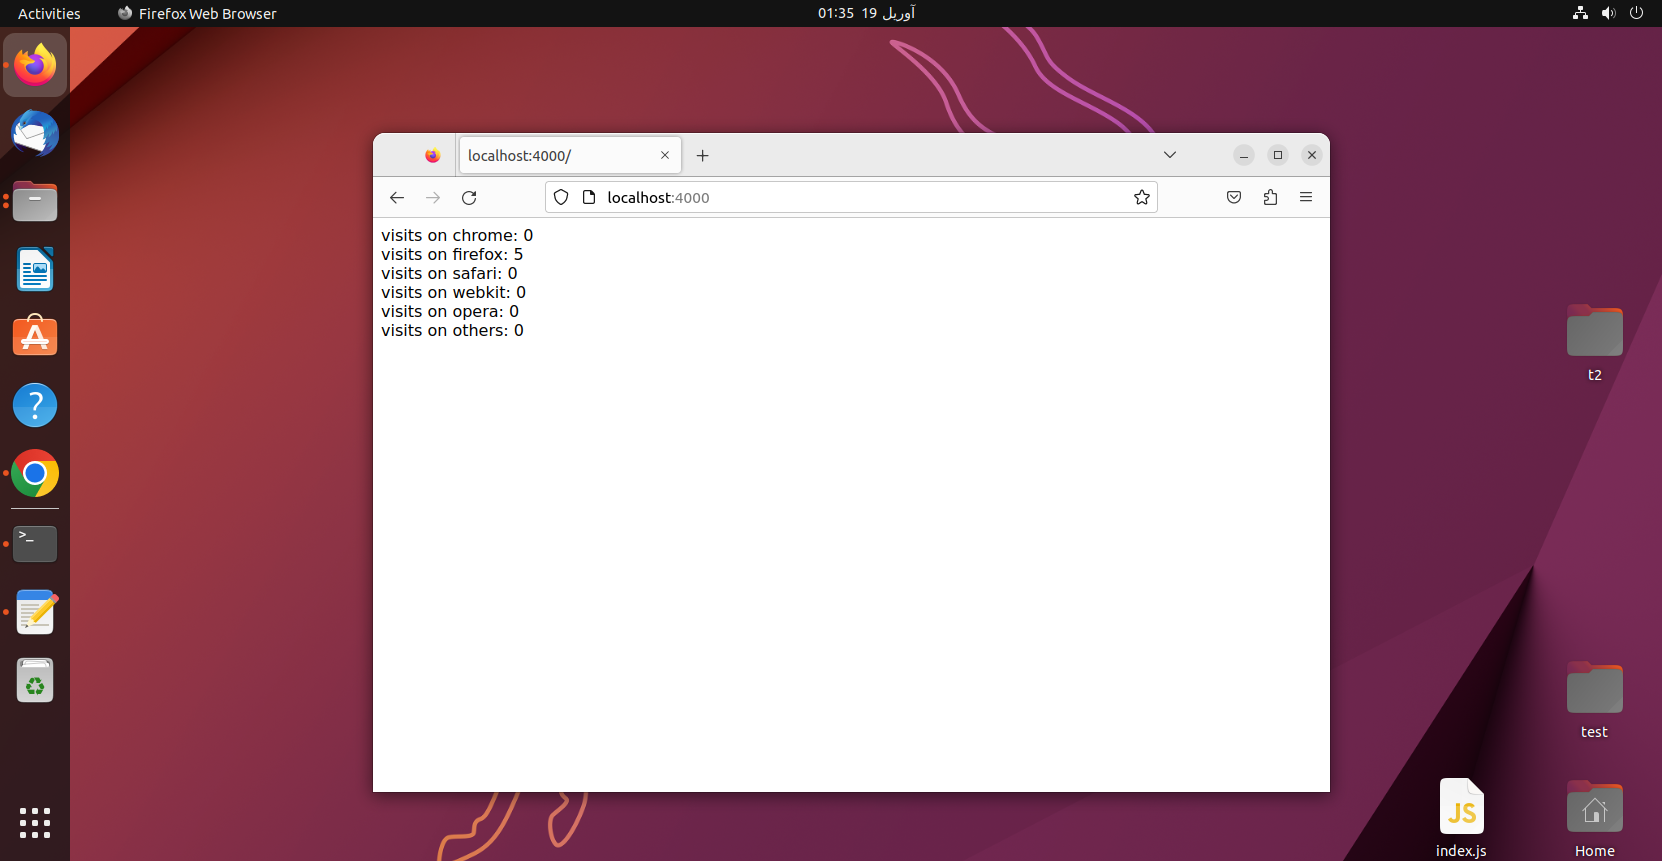 Activities
Firefox Web Browser
01:35 19 آوریل
localhost:4000/
localhost:4000
visits on chrome: 0
visits on firefox: 5
visits on safari: 0
visits on webkit: 0
visits on opera: 0
visits on others: 0
>_
?
t2
test
JS
index.js
Home